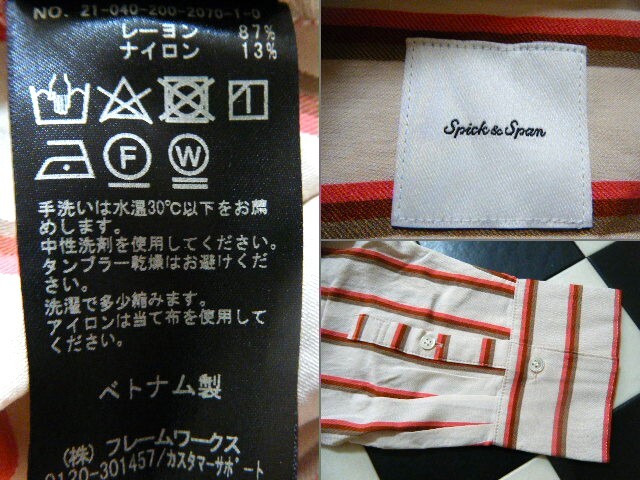 NO. 21-040-200-2070-1-0
レーヨン 87%
ナイロン 13%
F W
手洗いは水温30℃以下をお薦
めします。
中性洗剤を使用してください。
タンブラー乾燥はお避けくだ
さい。
洗濯で多少縮みます。
アイロンは当て布を使用して
ください。
ベトナム製
(株) フレームワークス
0120-301457/カスタマーサポート
Spick & Span